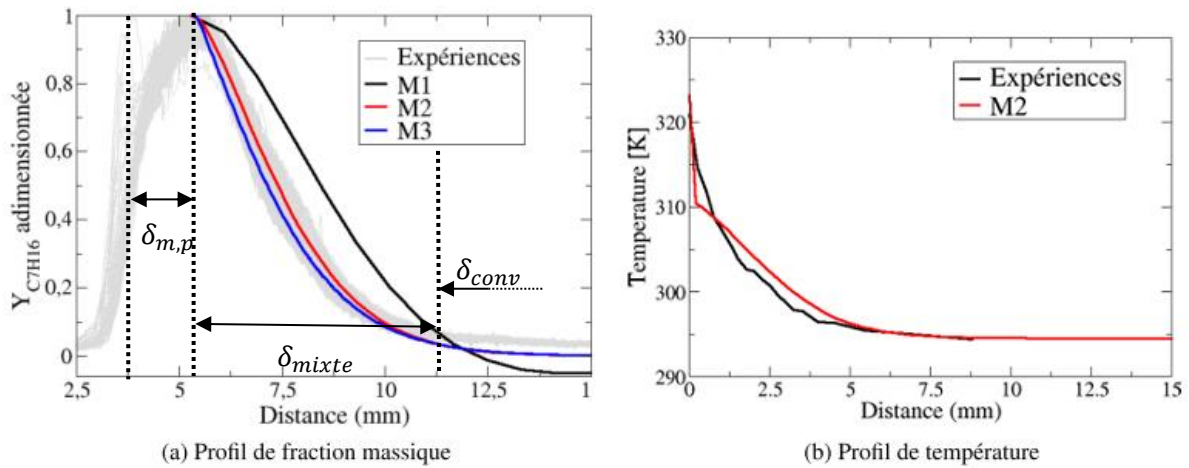 1
0,8
0,6
0,4
0,2
0
Y_C7H16 adimensionnée
Expériences
M1
M2
M3
δ_m,p
δ_conv
δ_mixte
2,5
5
7,5
10
12,5
1
Distance (mm)
(a) Profil de fraction massique
330
320
310
300
290
Temperature [K]
Expériences
M2
0
2.5
5
7.5
10
12.5
15
Distance (mm)
(b) Profil de température